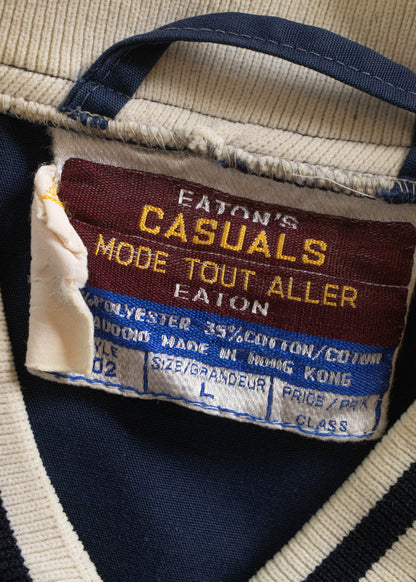 EATON'S
CASUALS
MODE TOUT ALLER
EATON
%POLYESTER 35%COTTON/COTON
MADE IN HONG KONG
SIZE/GRANDEUR
PRICE/PRIX
02
L
CLASS